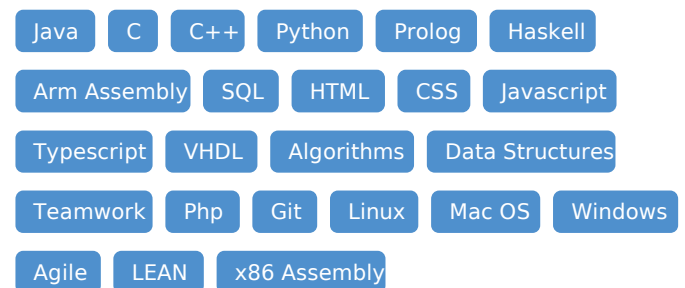 Java C C++ Python Prolog Haskell
Arm Assembly SQL HTML CSS Javascript
Typescript VHDL Algorithms Data Structures
Teamwork Php Git Linux Mac OS Windows
Agile LEAN x86 Assembly